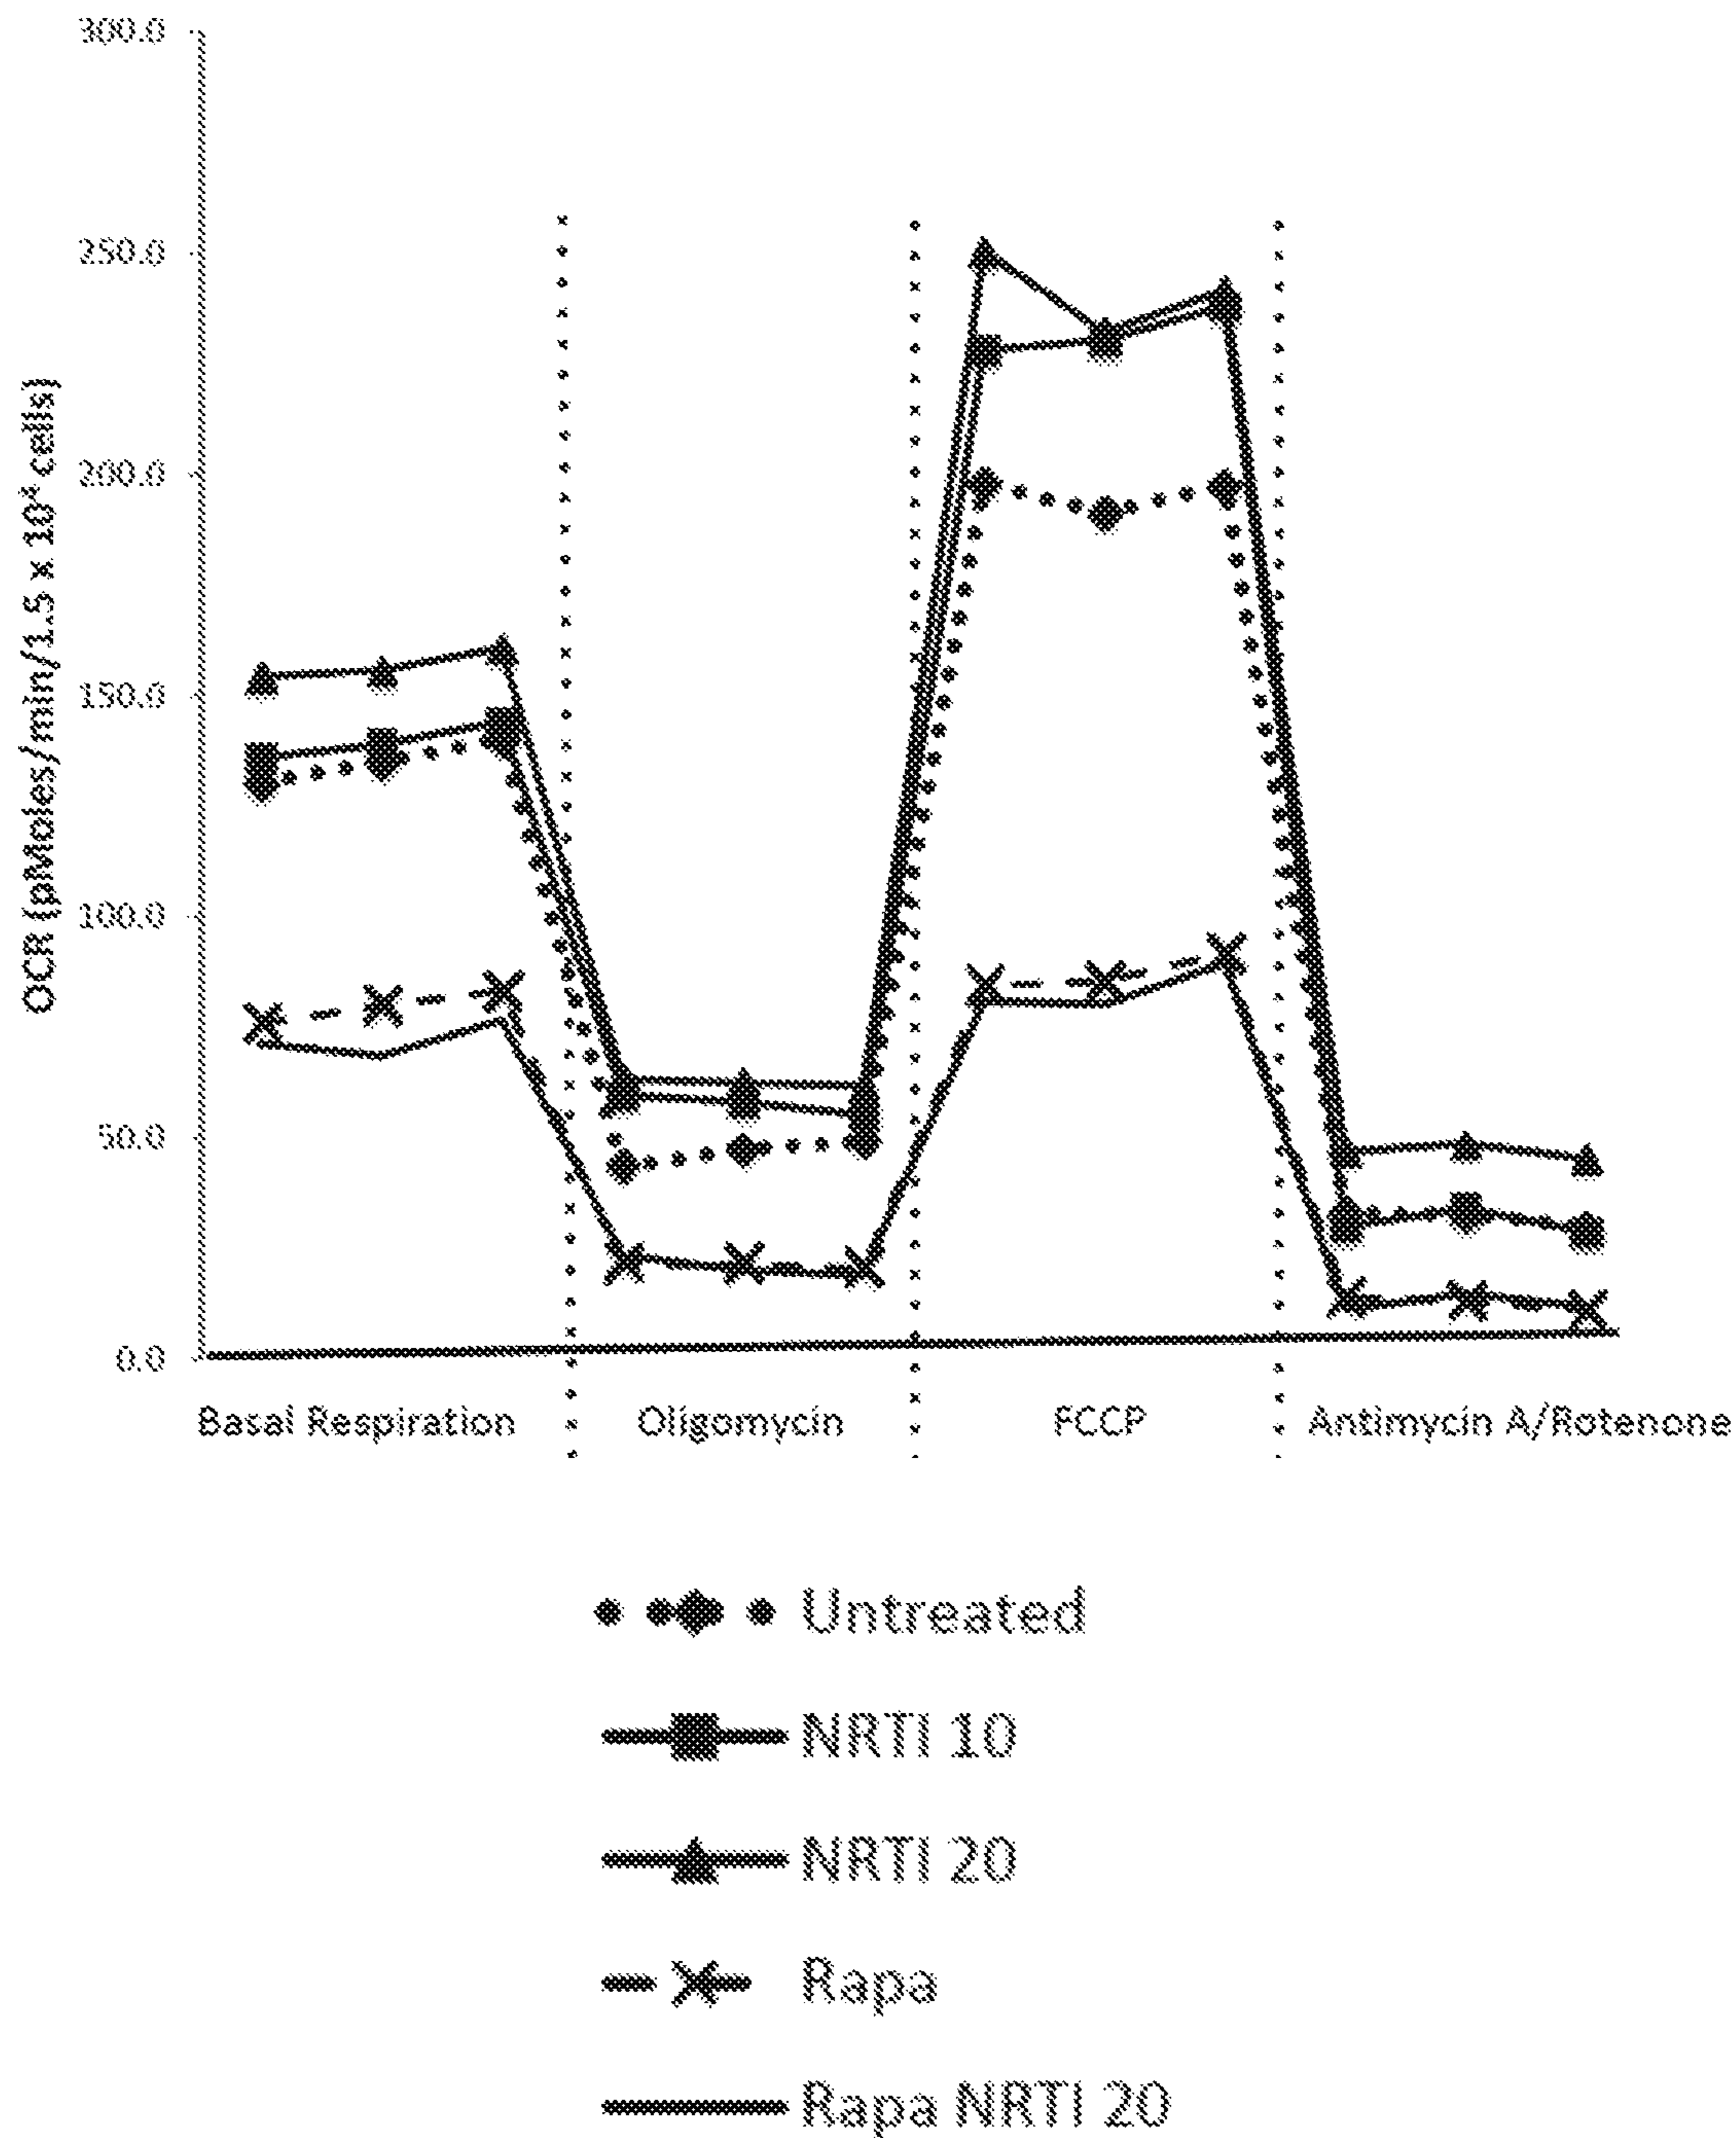 300.0
250.0
200.0
150.0
100.0
50.0
0.0
OCR (pMoles/min/1.5 x 10⁴ cells)
Basal Respiration Oligomycin FCCP Antimycin A/Rotenone
Untreated
NRTI 10
NRTI 20
Rapa
Rapa NRTI 20